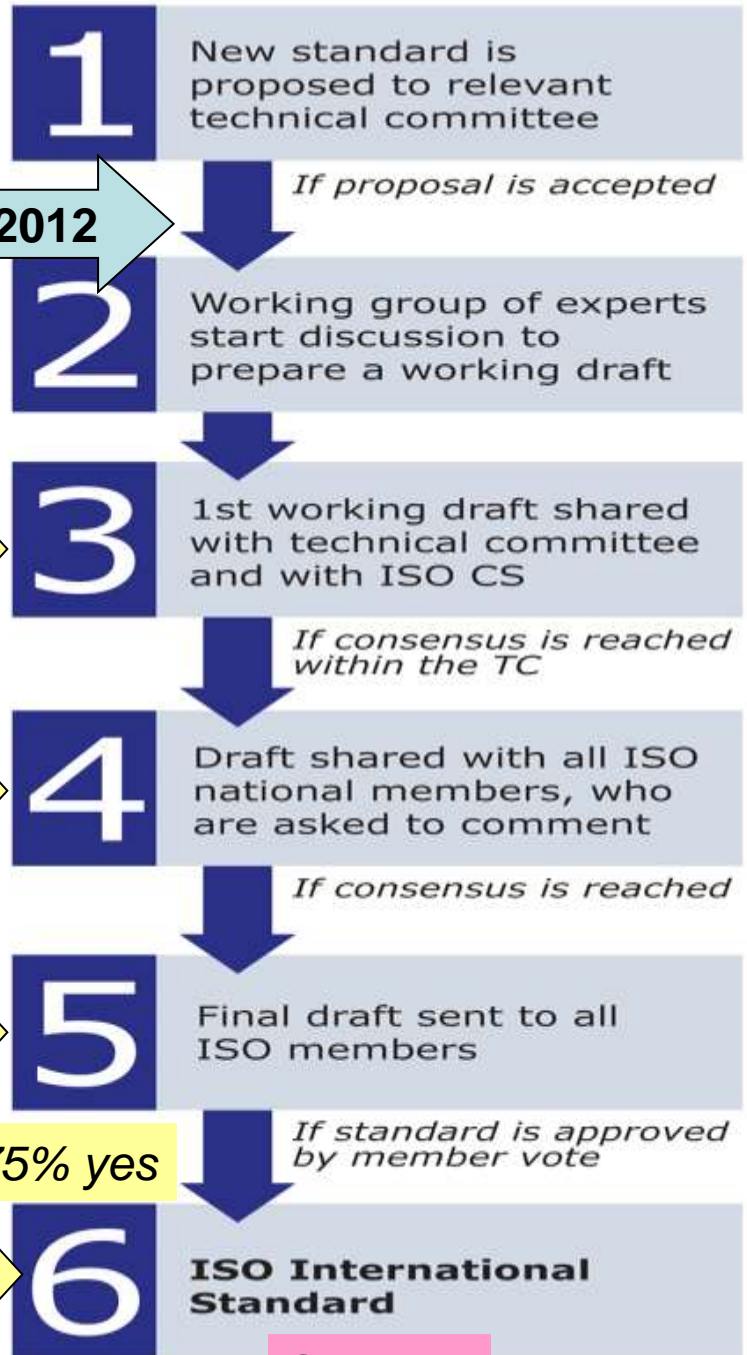 1
New standard is
proposed to relevant
technical committee
If proposal is accepted
2012
2
Working group of experts
start discussion to
prepare a working draft
3
1st working draft shared
with technical committee
and with ISO CS
If consensus is reached
within the TC
4
Draft shared with all ISO
national members, who
are asked to comment
If consensus is reached
5
Final draft sent to all
ISO members
75% yes
If standard is approved
by member vote
6
ISO International
Standard